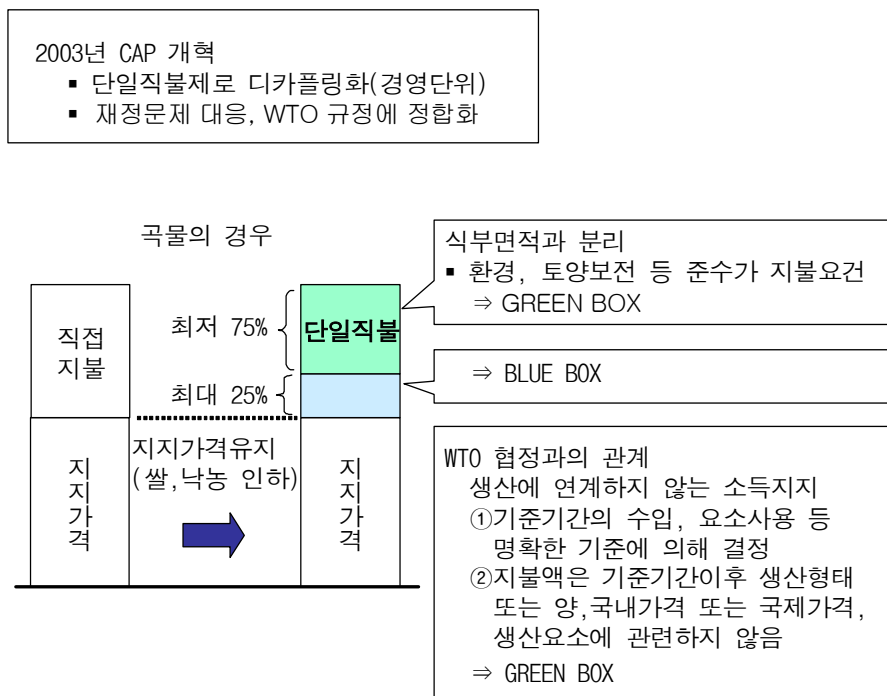 2003년 CAP 개혁
▪ 단일직불제로 디카플링화(경영단위)
▪ 재정문제 대응, WTO 규정에 정합화
곡물의 경우
직접
지불
최저 75%
단일직불
최대 25%
지지가격유지
(쌀,낙농 인하)
지지가격
지지가격
식부면적과 분리
▪ 환경, 토양보전 등 준수가 지불요건
⇒ GREEN BOX
⇒ BLUE BOX
WTO 협정과의 관계
생산에 연계하지 않는 소득지지
①기준기간의 수입, 요소사용 등
명확한 기준에 의해 결정
②지불액은 기준기간이후 생산형태
또는 양,국내가격 또는 국제가격,
생산요소에 관련하지 않음
⇒ GREEN BOX